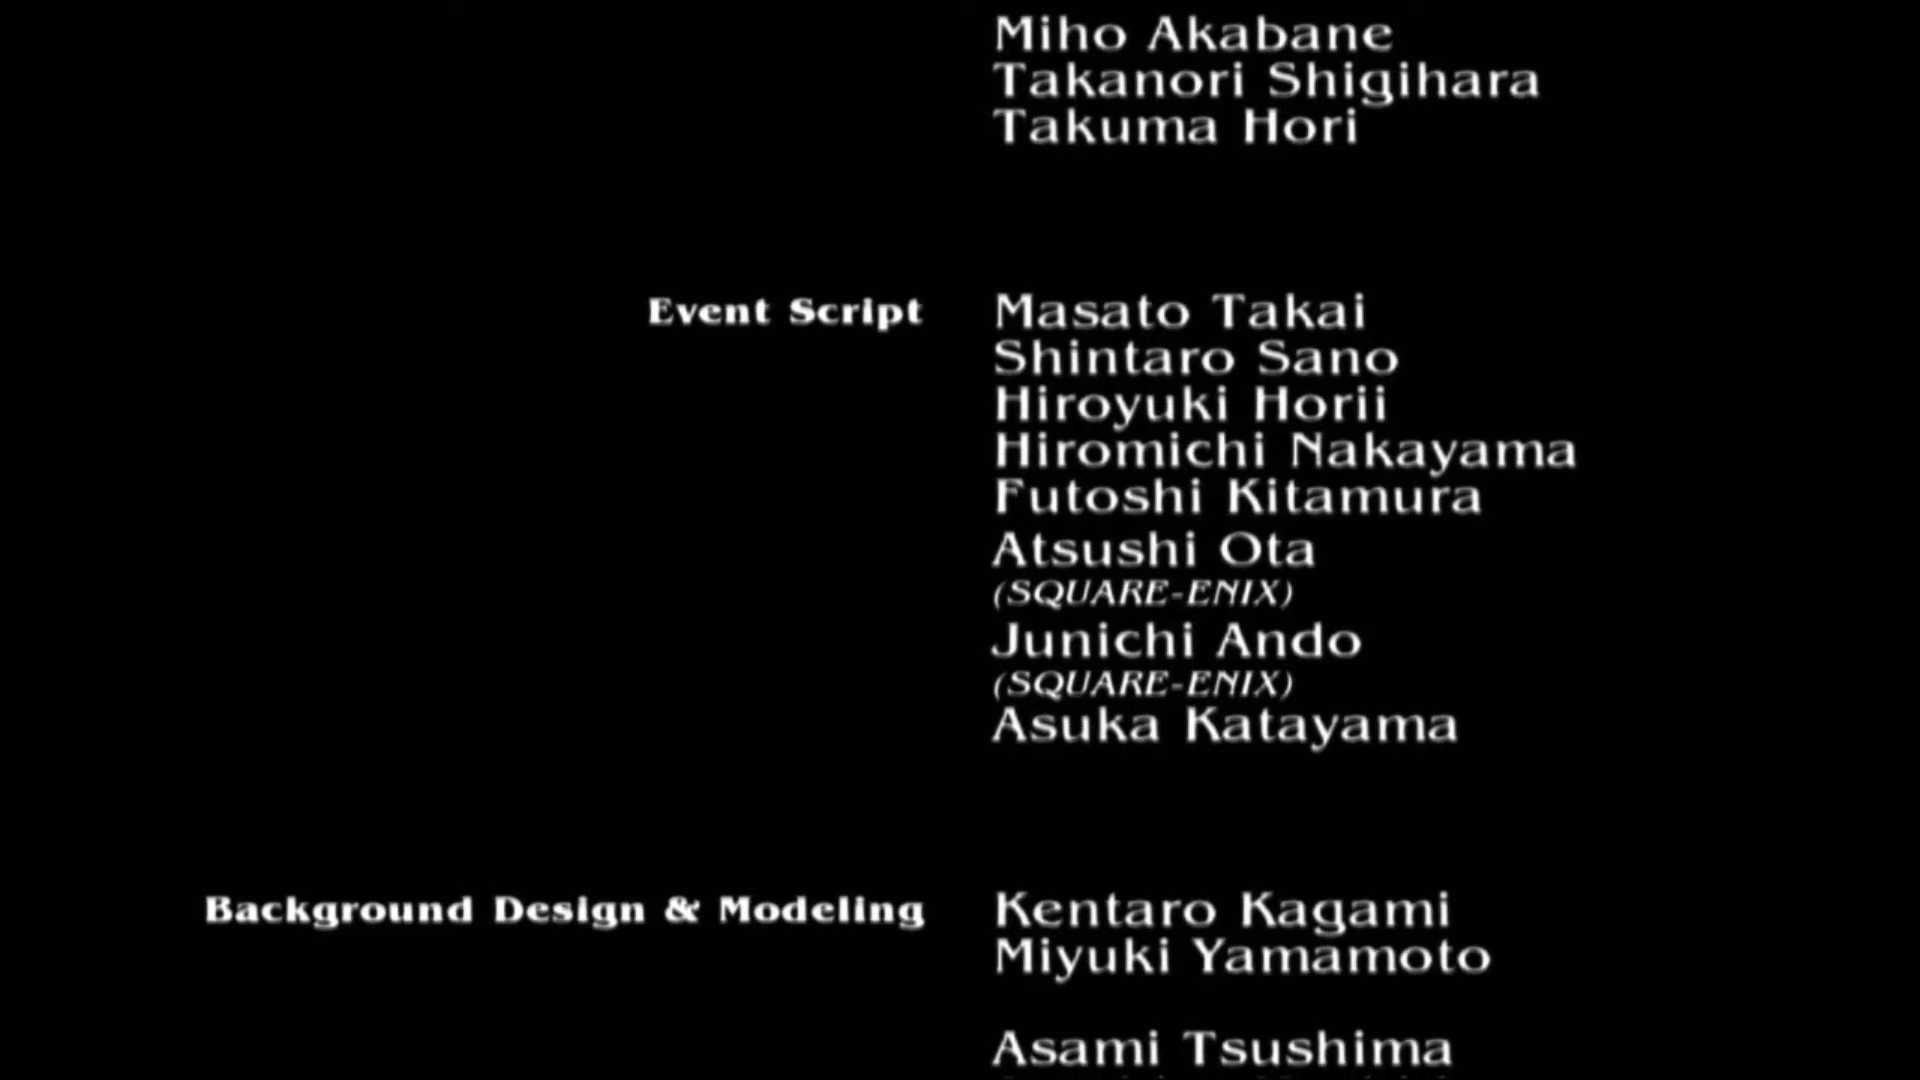 Miho Akabane
Takanori Shigihara
Takuma Hori
Event Script Masato Takai
Shintaro Sano
Hiroyuki Horii
Hiromichi Nakayama
Futoshi Kitamura
Atsushi Ota
(SQUARE-ENIX)
Junichi Ando
(SQUARE-ENIX)
Asuka Katayama
Background Design & Modeling Kentaro Kagami
Miyuki Yamamoto
Asami Tsushima